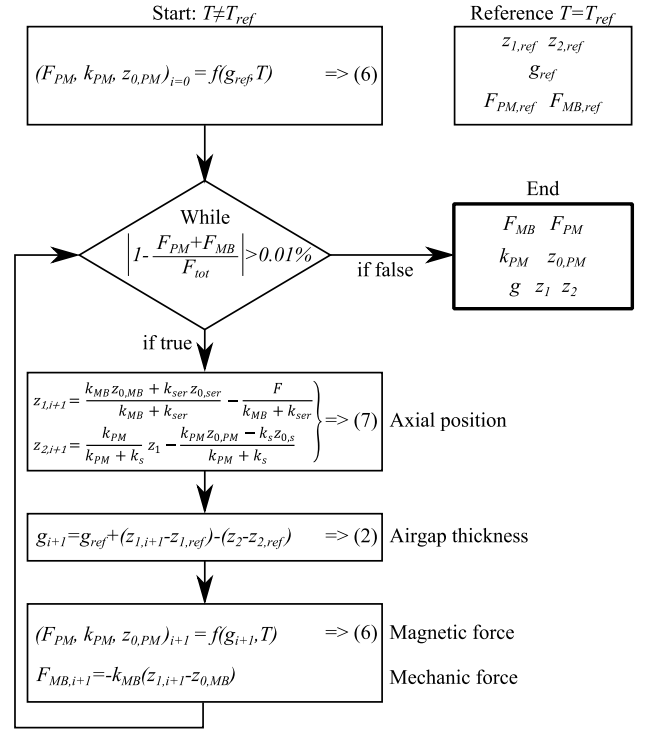 Start: T≠T_ref
Reference T=T_ref
(F_PM, k_PM, z_0,PM)_i=0 = f(g_ref,T) => (6)
z_1,ref z_2,ref
g_ref
F_PM,ref F_MB,ref
While
|1-(F_PM+F_MB)/F_tot|>0.01%
if false
End
F_MB F_PM
k_PM z_0,PM
g z_1 z_2
if true
z_1,i+1= (k_MB z_0,MB + k_ser z_0,ser)/(k_MB + k_ser) − F/(k_MB + k_ser)
z_2,i+1= k_PM/(k_PM + k_s) z_1 − (k_PM z_0,PM − k_s z_0,s)/(k_PM + k_s)
=> (7) Axial position
g_i+1=g_ref+(z_1,i+1-z_1,ref)-(z_2-z_2,ref) => (2) Airgap thickness
(F_PM, k_PM, z_0,PM)_i+1 = f(g_i+1,T) => (6) Magnetic force
F_MB,i+1=-k_MB(z_1,i+1-z_0,MB) Mechanic force